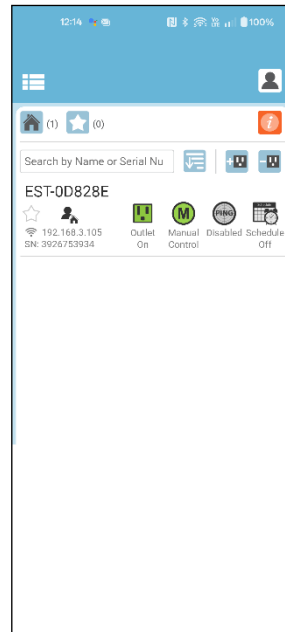 12:14 100%
(1) (0) i
Search by Name or Serial Nu
EST-0D828E
M PING
192.168.3.105 Outlet Manual Disabled Schedule
SN: 3926753934 On Control Off